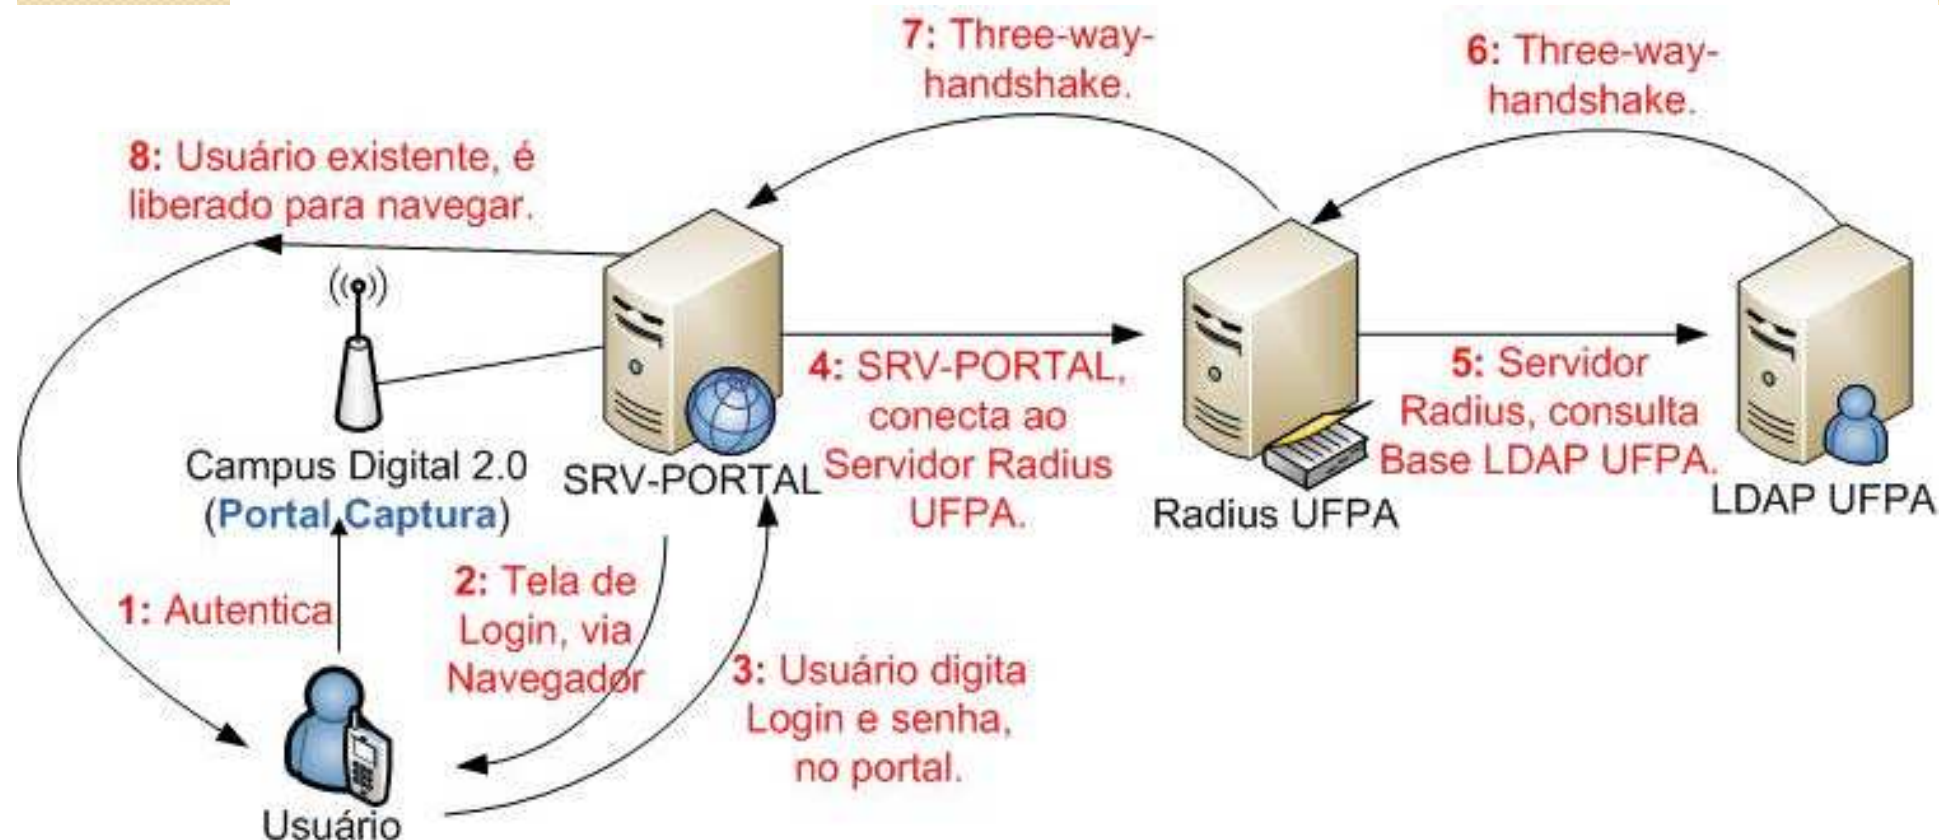 7: Three-way-
handshake.
6: Three-way-
handshake.
8: Usuário existente, é
liberado para navegar.
Campus Digital 2.0
(Portal Captura)
SRV-PORTAL
4: SRV-PORTAL,
conecta ao
Servidor Radius
UFPA.
Radius UFPA
5: Servidor
Radius, consulta
Base LDAP UFPA.
LDAP UFPA
1: Autentica
2: Tela de
Login, via
Navegador
3: Usuário digita
Login e senha,
no portal.
Usuário